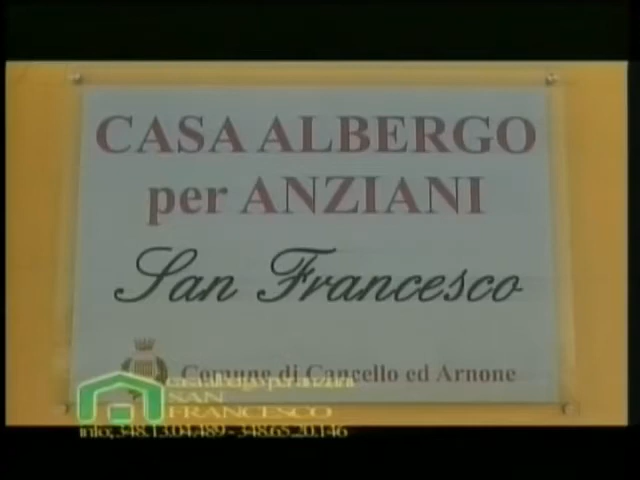 CASA ALBERGO
per ANZIANI
San Francesco
Comune di Cancello ed Arnone
casa albergo per anziani
SAN
FRANCESCO
info; 348.13.04.489 - 348.65.20.146